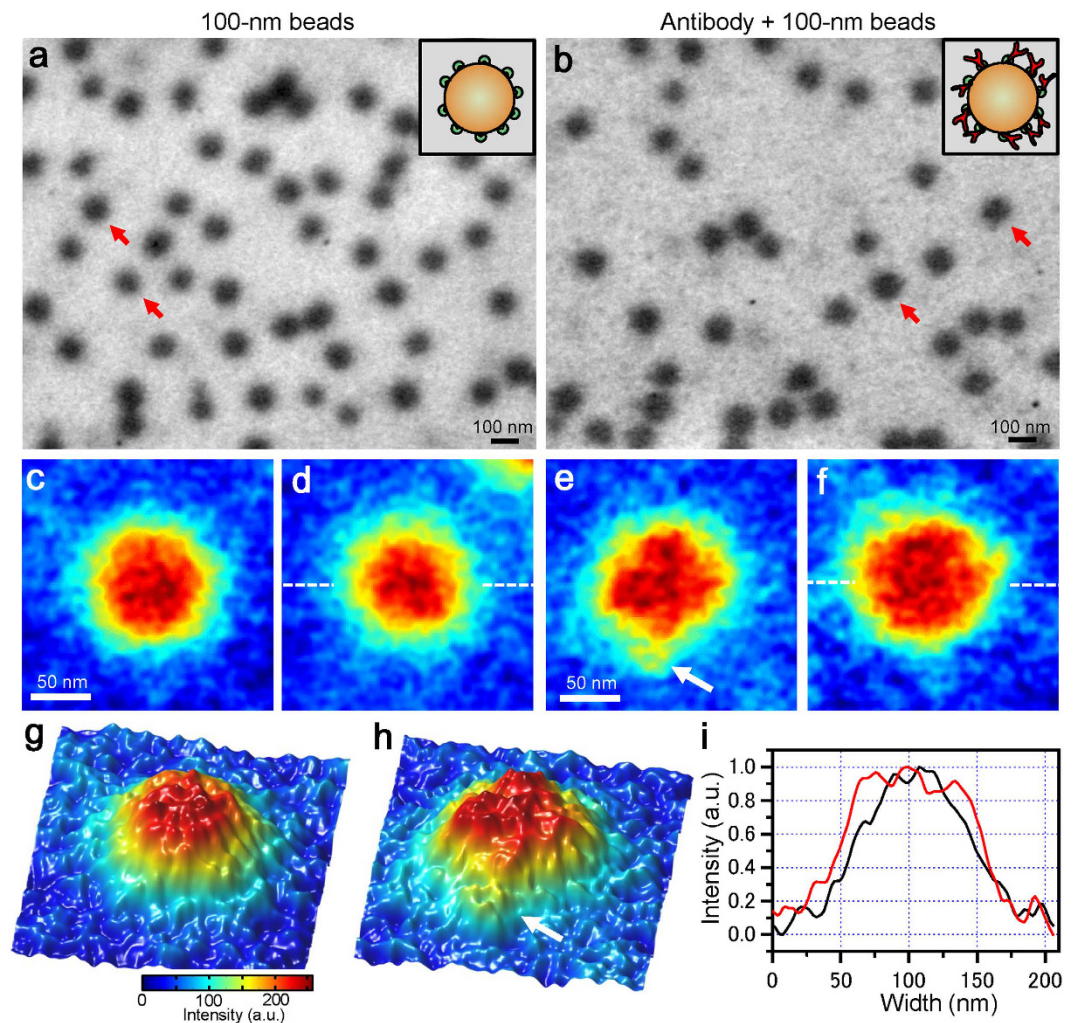 100-nm beads
Antibody + 100-nm beads
a
b
100 nm
100 nm
c
d
e
f
50 nm
50 nm
g
h
i
1.0
0.8
0.6
0.4
0.2
0.0
Intensity (a.u.)
0 50 100 150 200
Width (nm)
0 100 200
Intensity (a.u.)